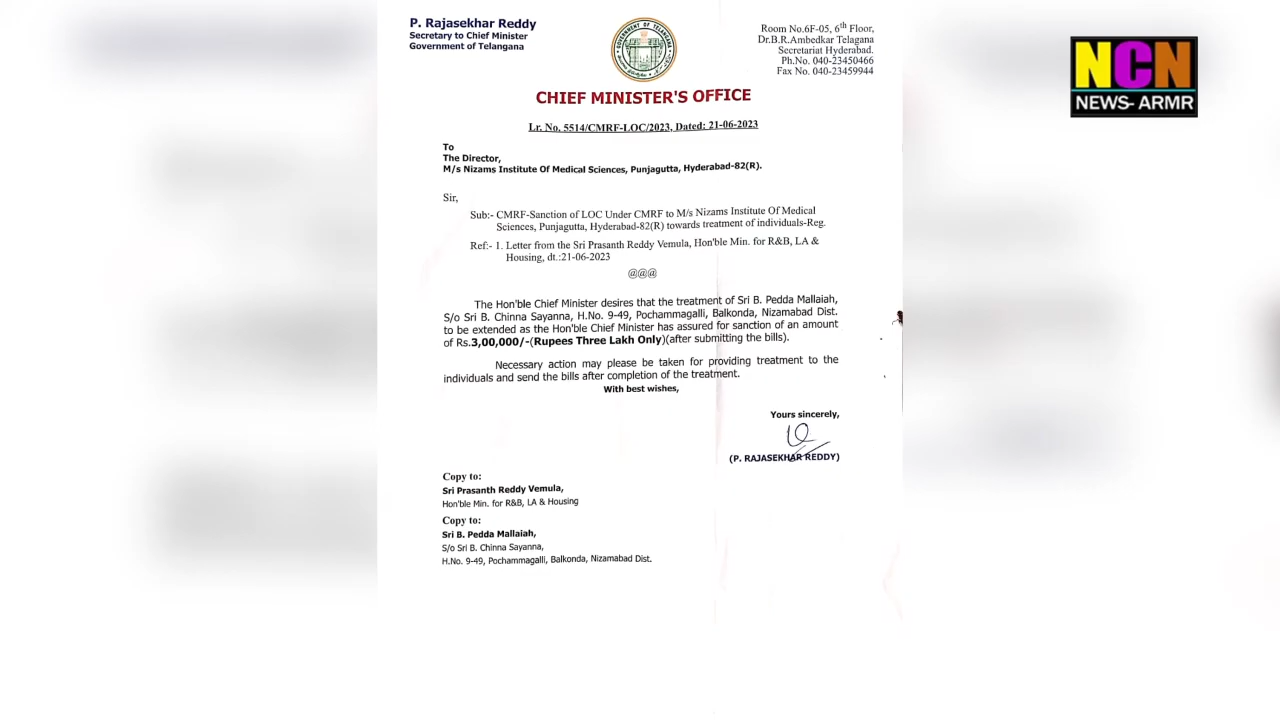 P. Rajasekhar Reddy
Secretary to Chief Minister
Government of Telangana
GOVERNMENT OF TELANGANA
Room No.6F-05, 6th Floor,
Dr.B.R.Ambedkar Telagana
Secretariat Hyderabad.
Ph.No. 040-23450466
Fax No. 040-23459944
NCN
NEWS- ARMR
CHIEF MINISTER'S OFFICE
Lr. No. 5514/CMRF-LOC/2023, Dated: 21-06-2023
To
The Director,
M/s Nizams Institute Of Medical Sciences, Punjagutta, Hyderabad-82(R).
Sir,
Sub:- CMRF-Sanction of LOC Under CMRF to M/s Nizams Institute Of Medical
Sciences, Punjagutta, Hyderabad-82(R) towards treatment of individuals-Reg.
Ref:- 1. Letter from the Sri Prasanth Reddy Vemula, Hon'ble Min. for R&B, LA &
Housing, dt.:21-06-2023
@@@
The Hon'ble Chief Minister desires that the treatment of Sri B. Pedda Mallaiah,
S/o Sri B. Chinna Sayanna, H.No. 9-49, Pochammagalli, Balkonda, Nizamabad Dist.
to be extended as the Hon'ble Chief Minister has assured for sanction of an amount
of Rs.3,00,000/-(Rupees Three Lakh Only)(after submitting the bills).
Necessary action may please be taken for providing treatment to the
individuals and send the bills after completion of the treatment.
With best wishes,
Yours sincerely,
(P. RAJASEKHAR REDDY)
Copy to:
Sri Prasanth Reddy Vemula,
Hon'ble Min. for R&B, LA & Housing
Copy to:
Sri B. Pedda Mallaiah,
S/o Sri B. Chinna Sayanna,
H.No. 9-49, Pochammagalli, Balkonda, Nizamabad Dist.